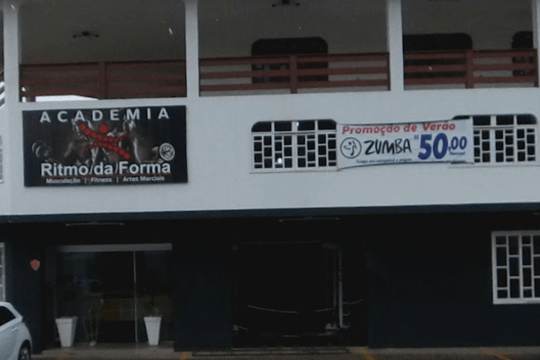 ACADEMIA
Ritmo da Forma
Musculação | Fitness | Artes Marciais
Promoção de Verão
ZUMBA R$ 50,00